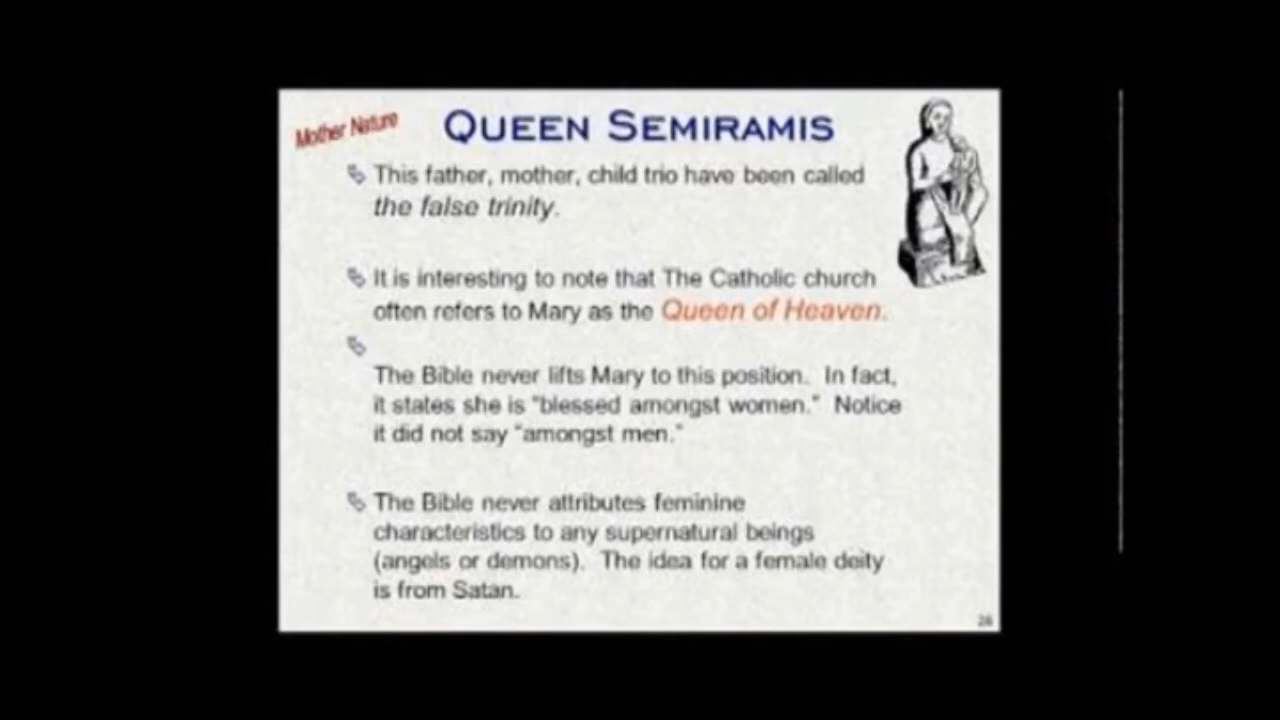 Mother Nature
QUEEN SEMIRAMIS
This father, mother, child trio have been called
the false trinity.
It is interesting to note that The Catholic church
often refers to Mary as the Queen of Heaven.
The Bible never lifts Mary to this position. In fact,
it states she is "blessed amongst women." Notice
it did not say "amongst men."
The Bible never attributes feminine
characteristics to any supernatural beings
(angels or demons). The idea for a female deity
is from Satan.
26